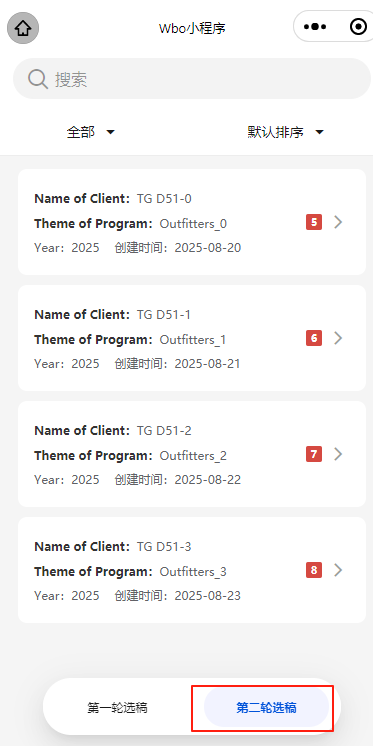 Wbo小程序
搜索
全部 默认排序
Name of Client： TG D51-0
Theme of Program： Outfitters_0
5
Year： 2025 创建时间： 2025-08-20
Name of Client： TG D51-1
Theme of Program： Outfitters_1
6
Year： 2025 创建时间： 2025-08-21
Name of Client： TG D51-2
Theme of Program： Outfitters_2
7
Year： 2025 创建时间： 2025-08-22
Name of Client： TG D51-3
Theme of Program： Outfitters_3
8
Year： 2025 创建时间： 2025-08-23
第一轮选稿 第二轮选稿